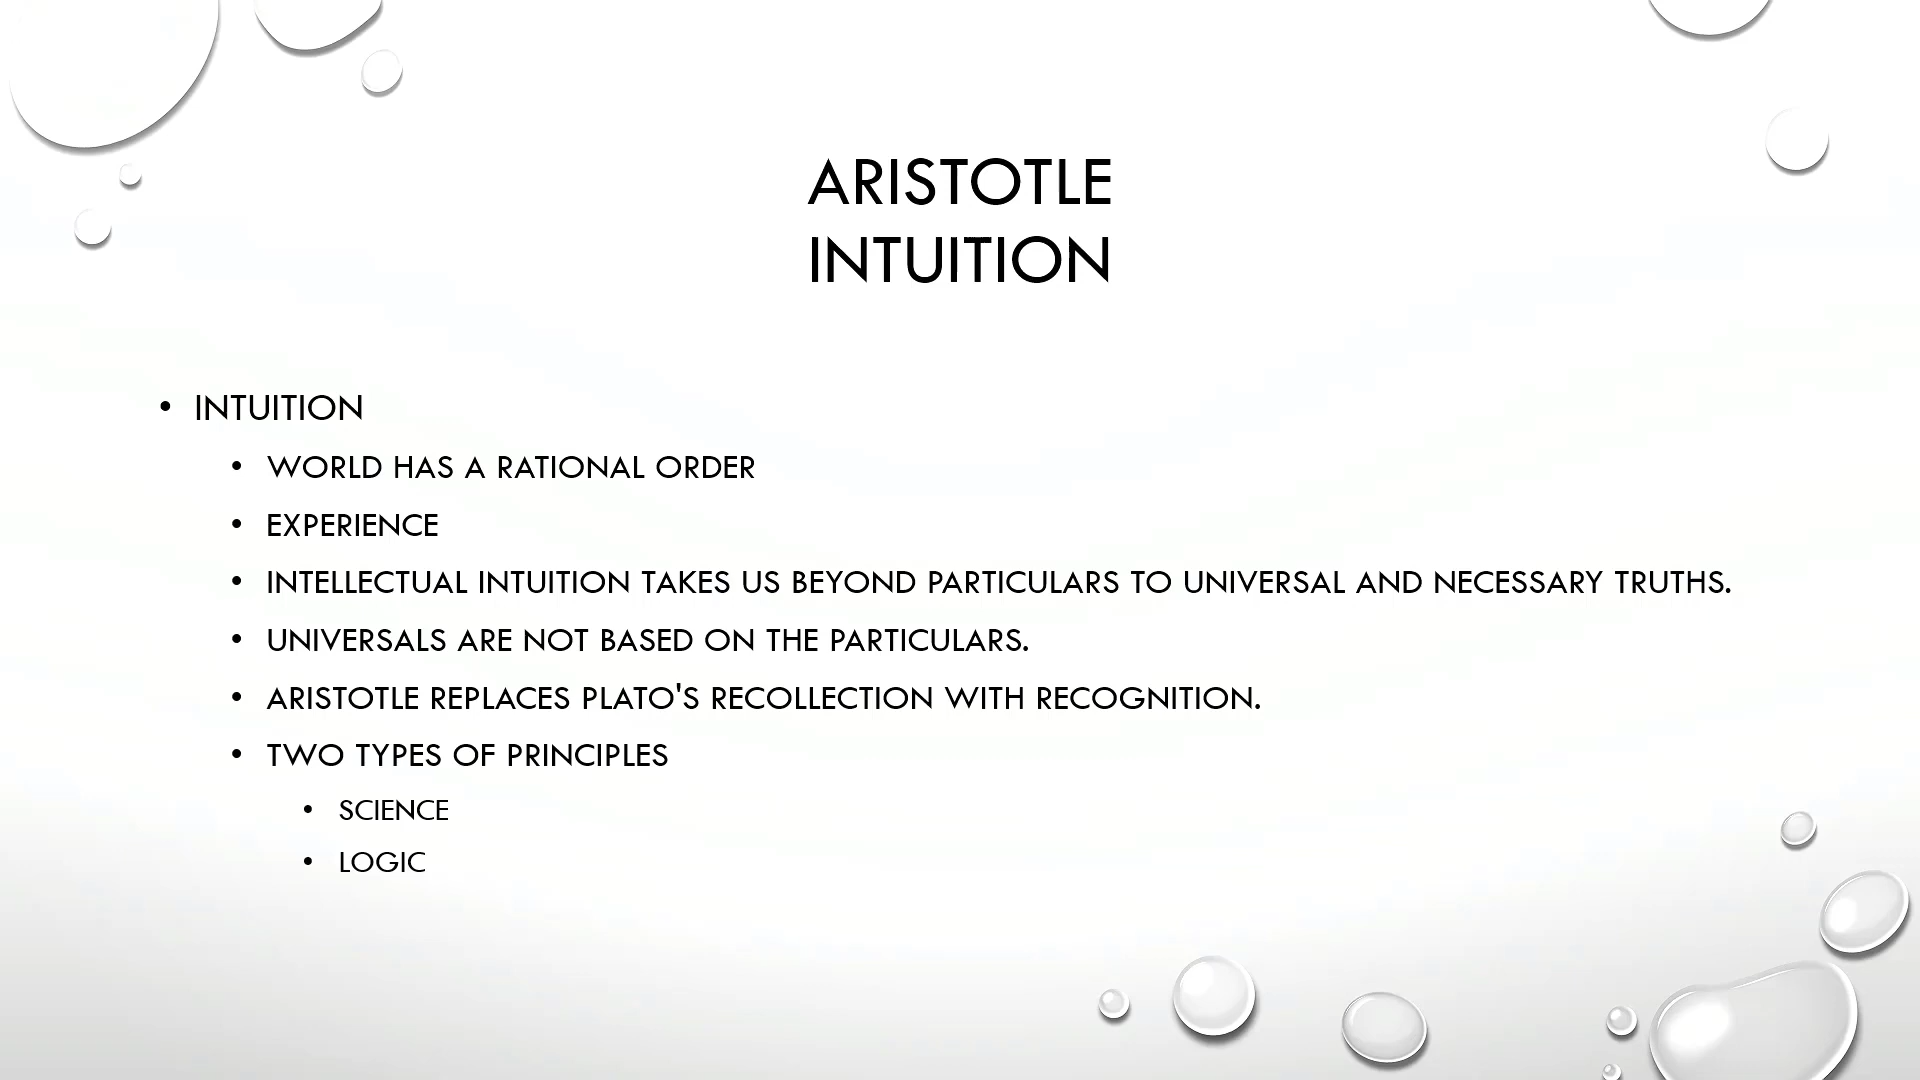 ARISTOTLE
INTUITION
• INTUITION
• WORLD HAS A RATIONAL ORDER
• EXPERIENCE
• INTELLECTUAL INTUITION TAKES US BEYOND PARTICULARS TO UNIVERSAL AND NECESSARY TRUTHS.
• UNIVERSALS ARE NOT BASED ON THE PARTICULARS.
• ARISTOTLE REPLACES PLATO'S RECOLLECTION WITH RECOGNITION.
• TWO TYPES OF PRINCIPLES
• SCIENCE
• LOGIC